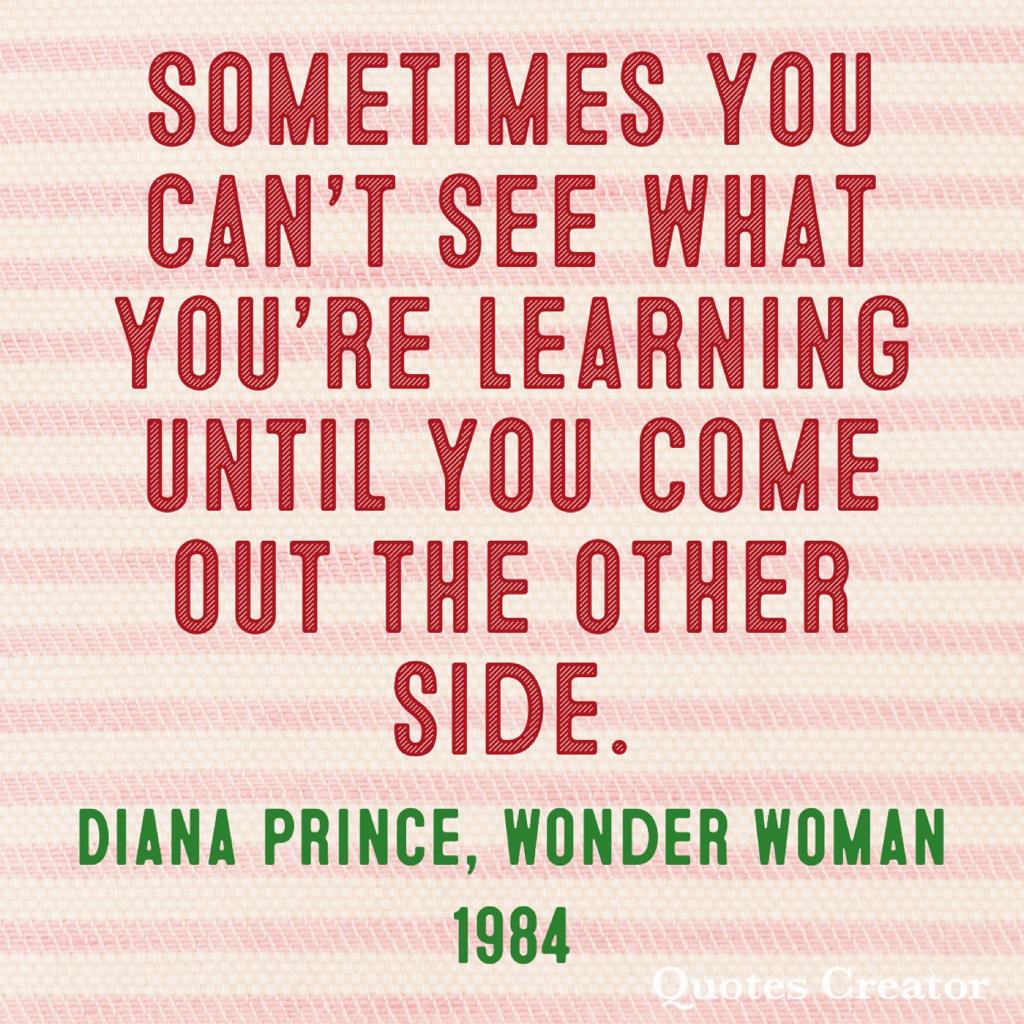 SOMETIMES YOU
CAN'T SEE WHAT
YOU'RE LEARNING
UNTIL YOU COME
OUT THE OTHER
SIDE.
DIANA PRINCE, WONDER WOMAN
1984
Quotes Creator